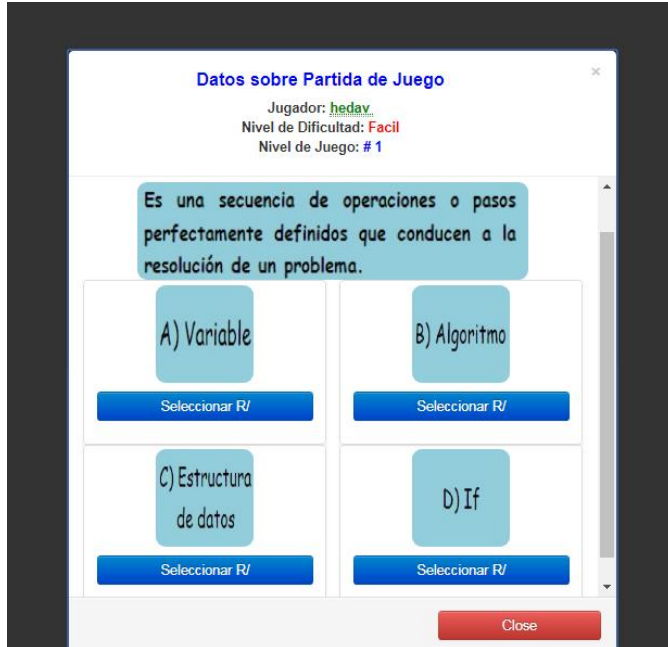 Datos sobre Partida de Juego
×
Jugador: hedav
Nivel de Dificultad: Facil
Nivel de Juego: # 1
Es una secuencia de operaciones o pasos
perfectamente definidos que conducen a la
resolución de un problema.
A) Variable
Seleccionar R/
B) Algoritmo
Seleccionar R/
C) Estructura
de datos
Seleccionar R/
D) If
Seleccionar R/
Close